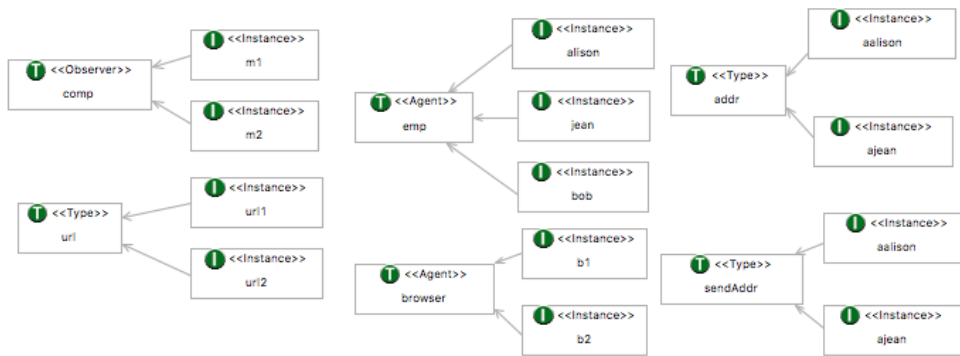 <<Observer>>
comp
<<Instance>>
m1
<<Instance>>
m2
<<Type>>
url
<<Instance>>
url1
<<Instance>>
url2
<<Agent>>
emp
<<Instance>>
alison
<<Instance>>
jean
<<Instance>>
bob
<<Agent>>
browser
<<Instance>>
b1
<<Instance>>
b2
<<Type>>
addr
<<Instance>>
aalison
<<Instance>>
ajean
<<Type>>
sendAddr
<<Instance>>
aalison
<<Instance>>
ajean